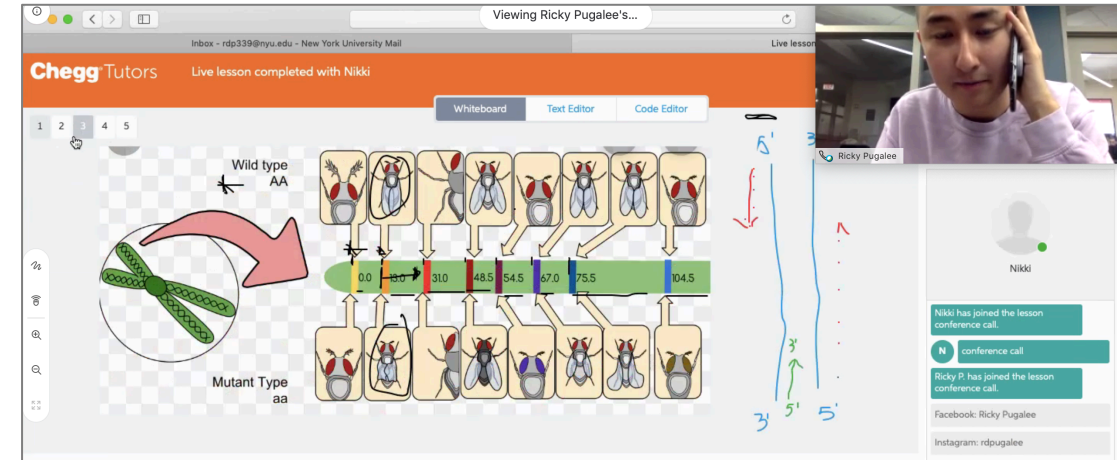 Viewing Ricky Pugalee's...
Inbox - rdp339@nyu.edu - New York University Mail
Live lesson
Chegg Tutors
Live lesson completed with Nikki
Whiteboard
Text Editor
Code Editor
1 2 3 4 5
Ricky Pugalee
Wild type
AA
0.0 13.0 31.0 48.5 54.5 67.0 75.5 104.5
Mutant Type
aa
5'
3
3'
3' 5' 5'
Nikki
Nikki has joined the lesson
conference call.
N
conference call
Ricky P. has joined the lesson
conference call.
Facebook: Ricky Pugalee
Instagram: rdpugalee